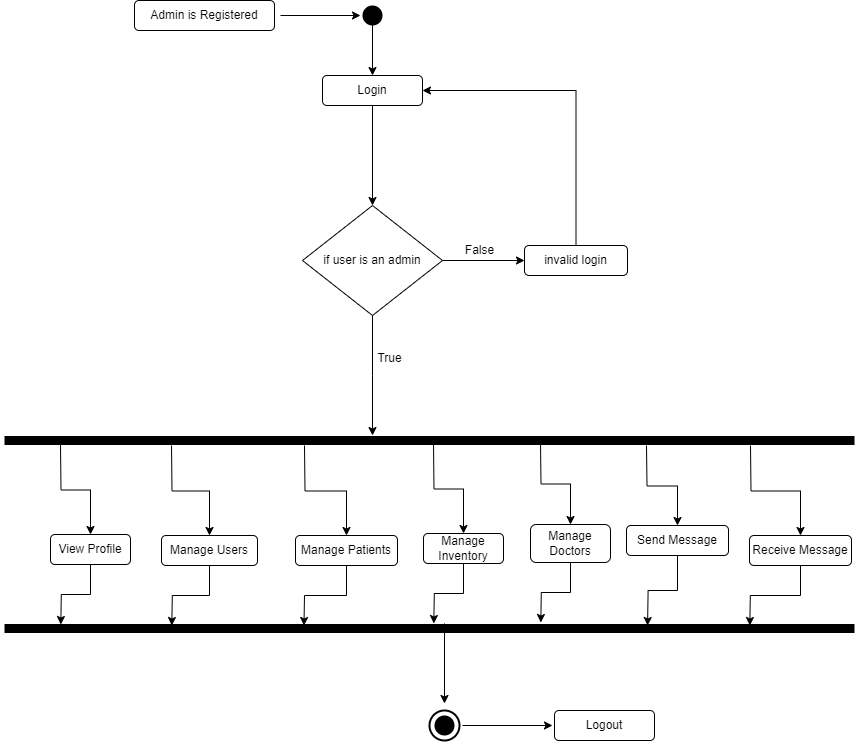 Admin is Registered
Login
if user is an admin
False
invalid login
True
View Profile
Manage Users
Manage Patients
Manage
Inventory
Manage
Doctors
Send Message
Receive Message
Logout